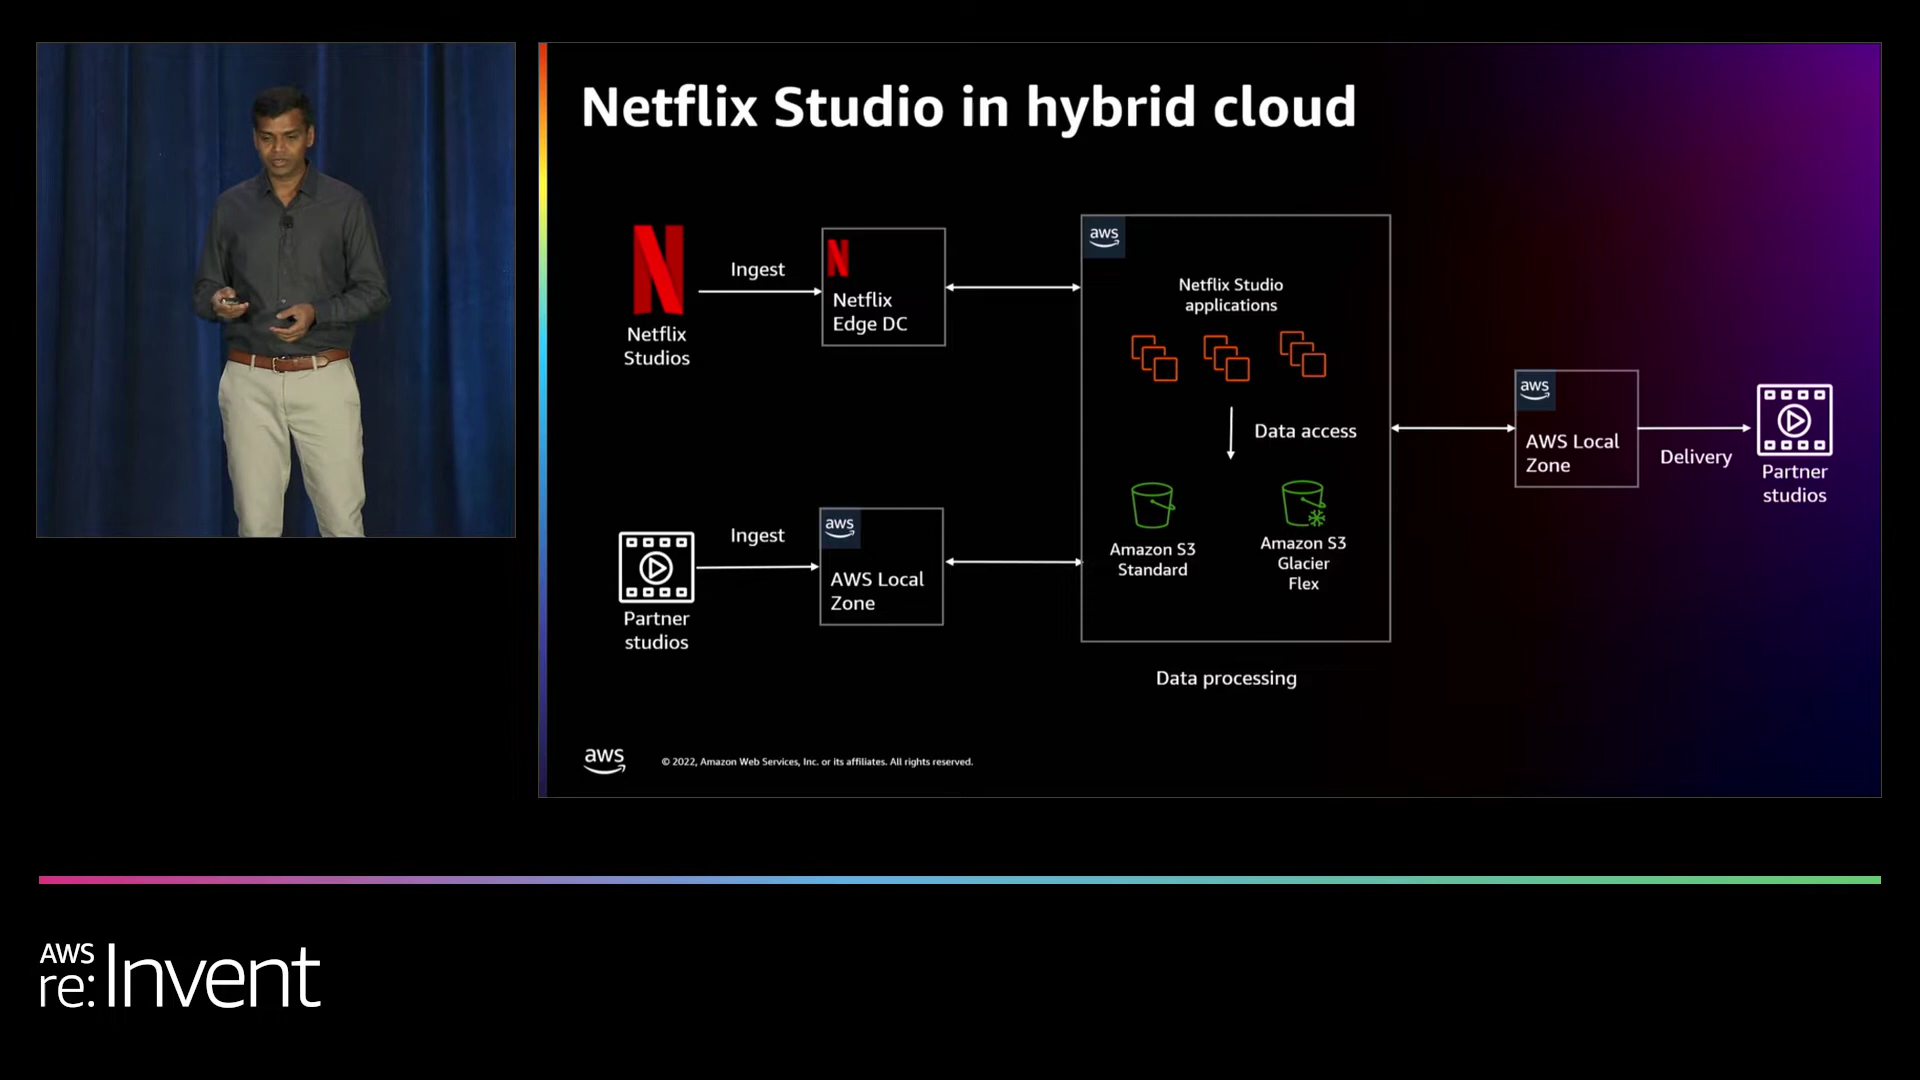 Netflix Studio in hybrid cloud
N
Netflix
Studios
Ingest
N
Netflix
Edge DC
aws
Netflix Studio
applications
Data access
Amazon S3
Standard
Amazon S3
Glacier
Flex
Data processing
Partner
studios
Ingest
aws
AWS Local
Zone
aws
AWS Local
Zone
Delivery
Partner
studios
aws
© 2022, Amazon Web Services, Inc. or its affiliates. All rights reserved.
AWS
re:Invent